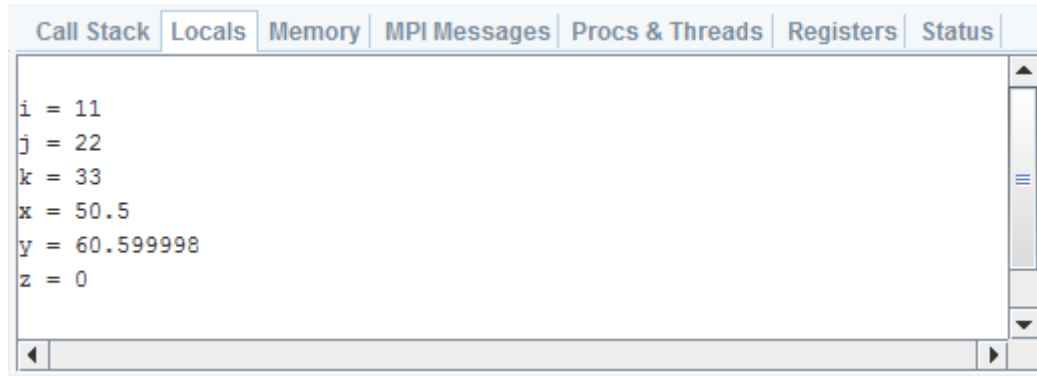 Call Stack Locals Memory MPI Messages Procs & Threads Registers Status
i = 11
j = 22
k = 33
x = 50.5
y = 60.599998
z = 0